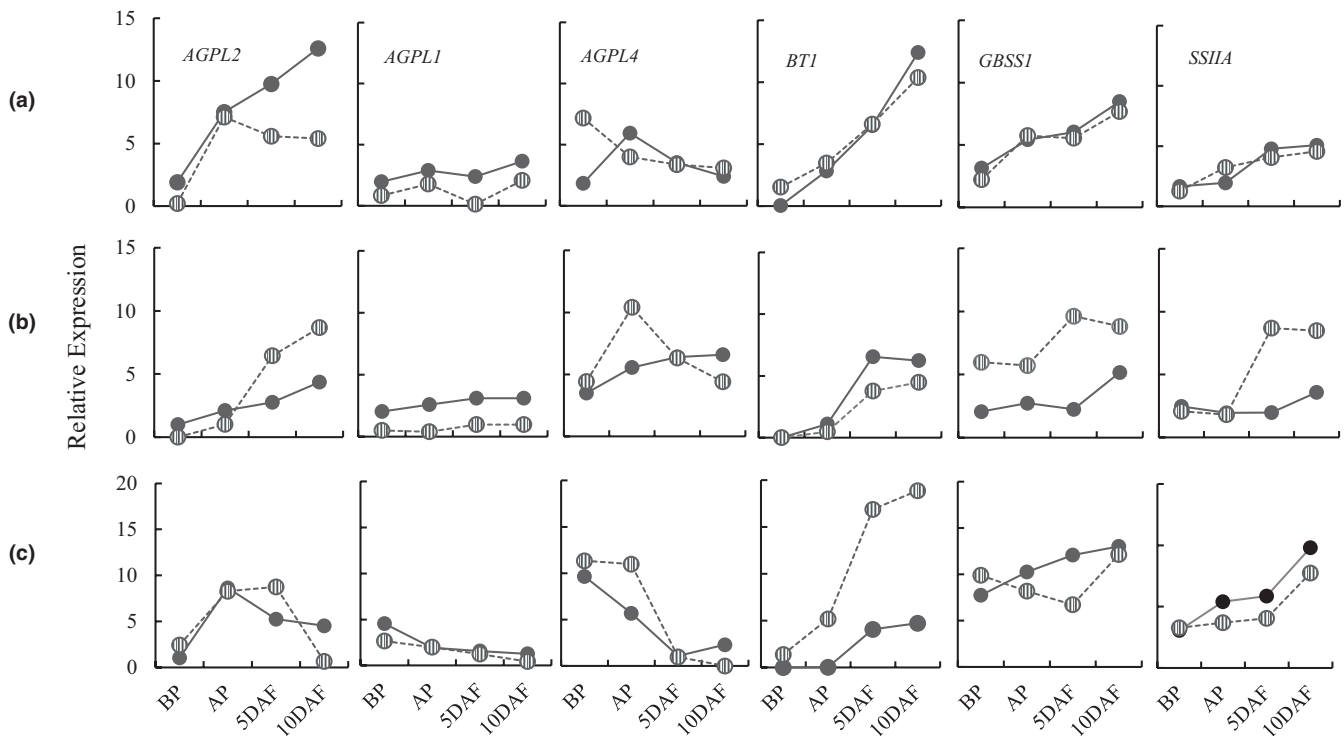 15
10
5
0
(a)
AGPL2
AGPL1
AGPL4
BT1
GBSS1
SSIIA
Relative Expression
15
10
5
0
(b)
20
15
10
5
0
(c)
BP AP 5DAF 10DAF
BP AP 5DAF 10DAF
BP AP 5DAF 10DAF
BP AP 5DAF 10DAF
BP AP 5DAF 10DAF
BP AP 5DAF 10DAF